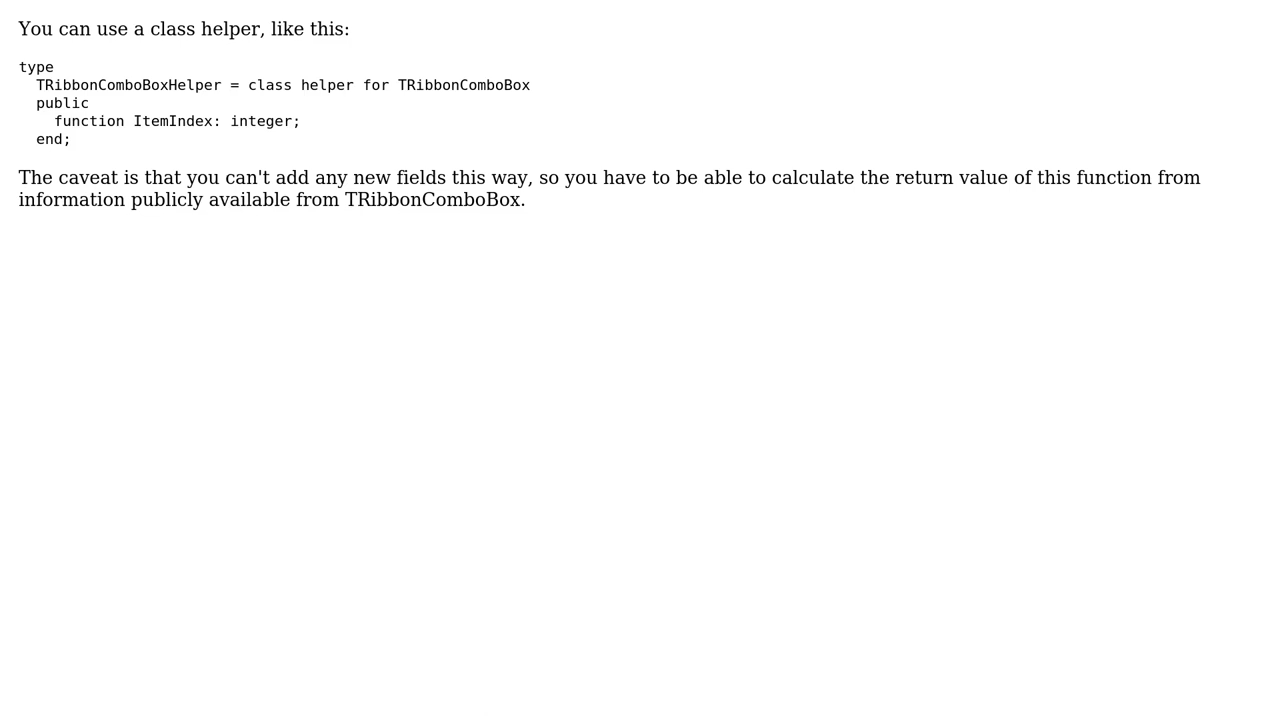 You can use a class helper, like this:
type
  TRibbonComboBoxHelper = class helper for TRibbonComboBox
  public
    function ItemIndex: integer;
  end;
The caveat is that you can't add any new fields this way, so you have to be able to calculate the return value of this function from
information publicly available from TRibbonComboBox.